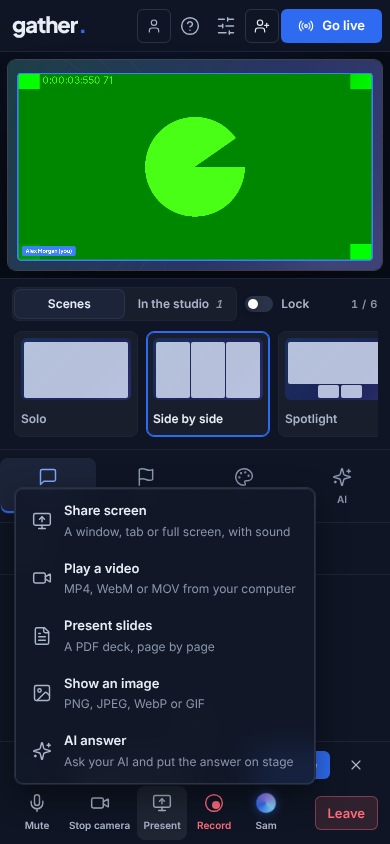 gather.
Go live
0:00:03:550 71
Alex Morgan (you)
Scenes
In the studio 1
Lock
1 / 6
Solo
Side by side
Spotlight
AI
Share screen
A window, tab or full screen, with sound
Play a video
MP4, WebM or MOV from your computer
Present slides
A PDF deck, page by page
Show an image
PNG, JPEG, WebP or GIF
AI answer
Ask your AI and put the answer on stage
Mute
Stop camera
Present
Record
Sam
Leave